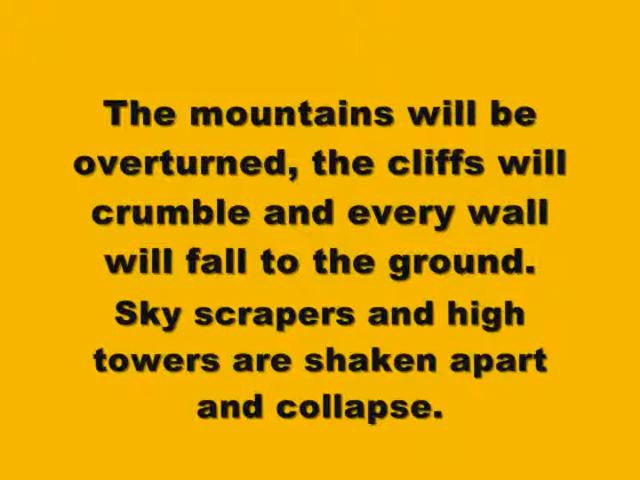 The mountains will be
overturned, the cliffs will
crumble and every wall
will fall to the ground.
Sky scrapers and high
towers are shaken apart
and collapse.